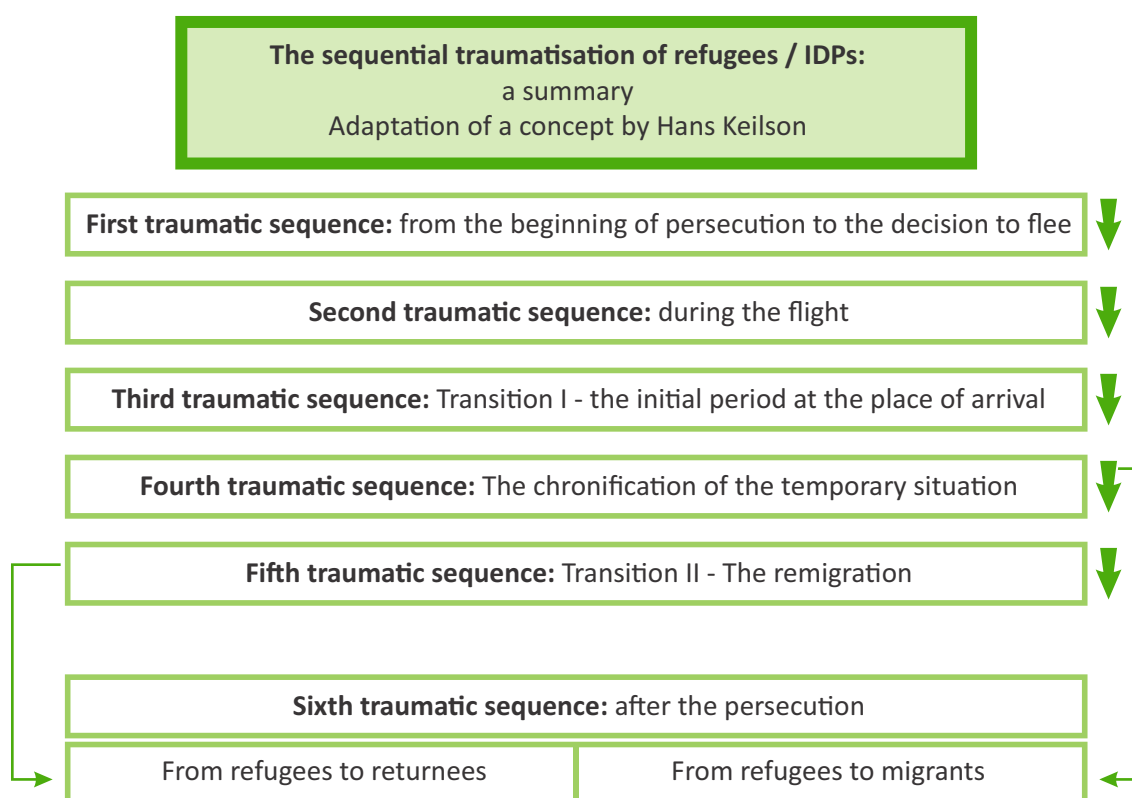 The sequential traumatisation of refugees / IDPs:
a summary
Adaptation of a concept by Hans Keilson
First traumatic sequence: from the beginning of persecution to the decision to flee
Second traumatic sequence: during the flight
Third traumatic sequence: Transition I - the initial period at the place of arrival
Fourth traumatic sequence: The chronification of the temporary situation
Fifth traumatic sequence: Transition II - The remigration
Sixth traumatic sequence: after the persecution
From refugees to returnees
From refugees to migrants